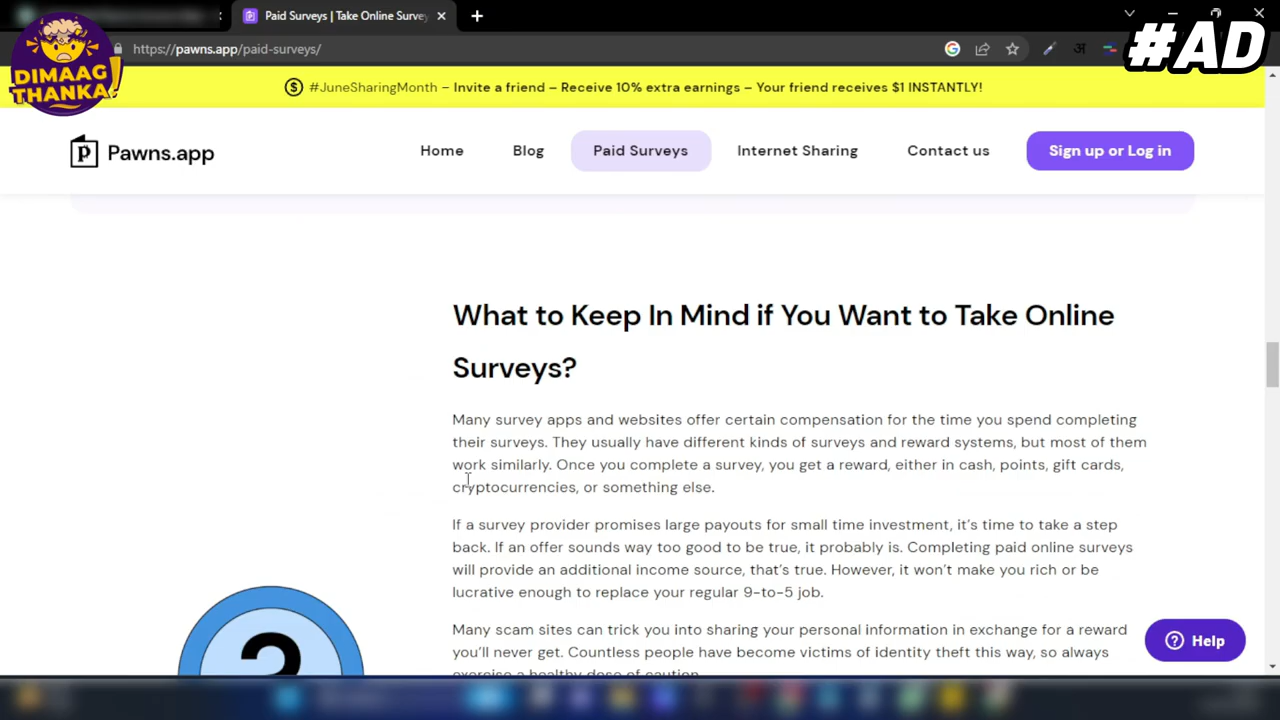 Paid Surveys | Take Online Survey
#AD
DIMAAG
THANKA!
https://pawns.app/paid-surveys/
#JuneSharingMonth – Invite a friend – Receive 10% extra earnings – Your friend receives $1 INSTANTLY!
Pawns.app
Home
Blog
Paid Surveys
Internet Sharing
Contact us
Sign up or Log in
What to Keep In Mind if You Want to Take Online
Surveys?
Many survey apps and websites offer certain compensation for the time you spend completing
their surveys. They usually have different kinds of surveys and reward systems, but most of them
work similarly. Once you complete a survey, you get a reward, either in cash, points, gift cards,
cryptocurrencies, or something else.
If a survey provider promises large payouts for small time investment, it's time to take a step
back. If an offer sounds way too good to be true, it probably is. Completing paid online surveys
will provide an additional income source, that's true. However, it won't make you rich or be
lucrative enough to replace your regular 9-to-5 job.
Many scam sites can trick you into sharing your personal information in exchange for a reward
you'll never get. Countless people have become victims of identity theft this way, so always
exercise a healthy dose of caution.
? Help
?